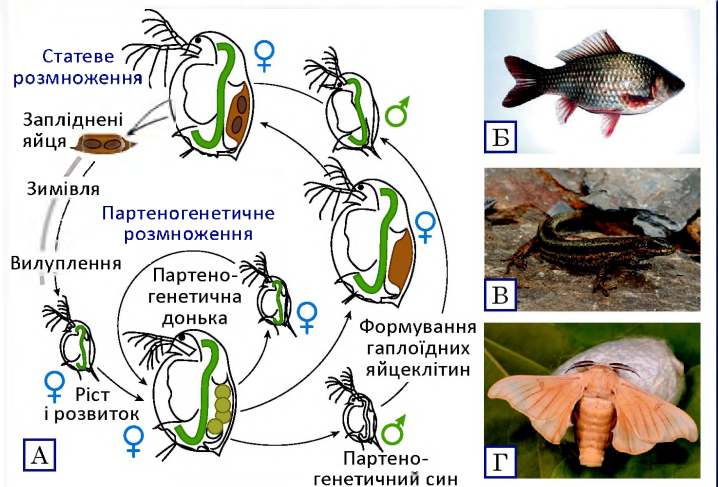 Статеве
розмноження
Запліднені
яйця
Зимівля
Партеногенетичне
розмноження
Вилуплення
Партено-
генетична
донька
Формування
гаплоїдних
яйцеклітин
Ріст
і розвиток
Партено-
генетичний син
А
Б
В
Г